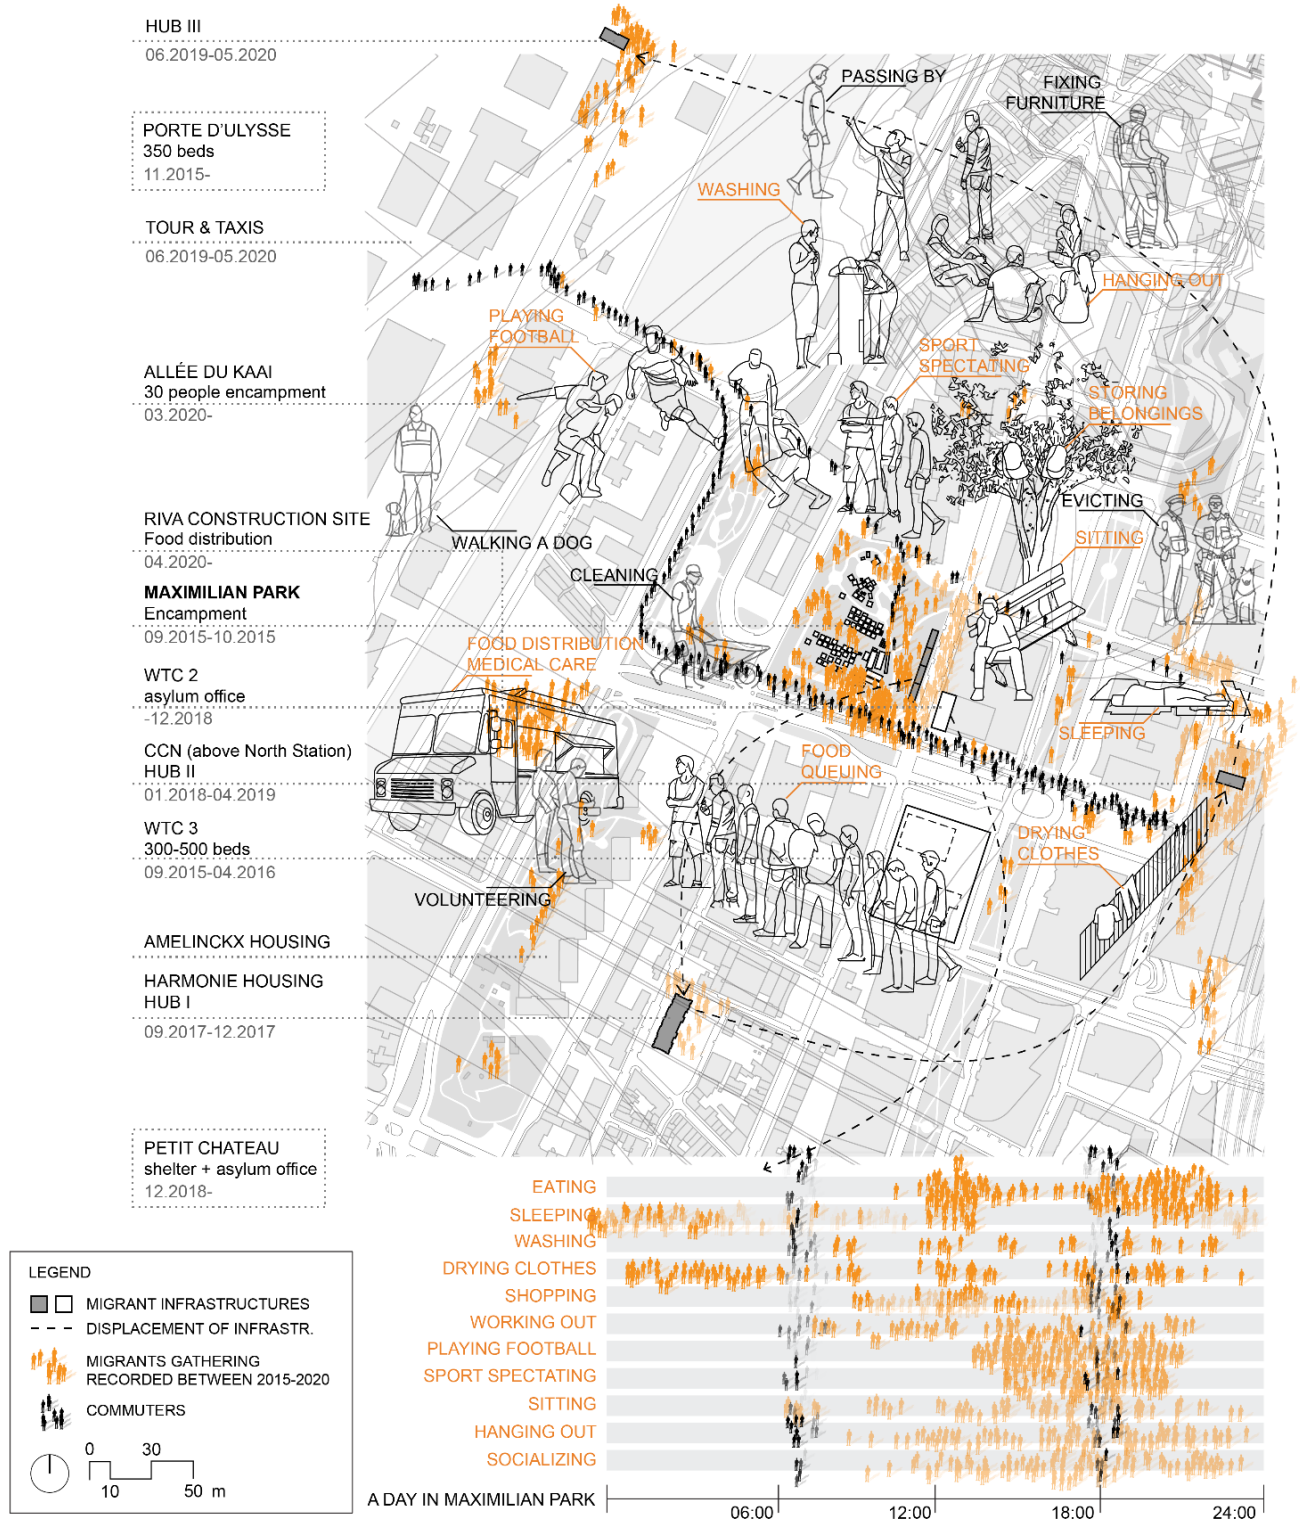 HUB III
06.2019-05.2020
PORTE D'ULYSSE
350 beds
11.2015-
TOUR & TAXIS
06.2019-05.2020
ALLÉE DU KAAI
30 people encampment
03.2020-
RIVA CONSTRUCTION SITE
Food distribution
04.2020-
MAXIMILIAN PARK
Encampment
09.2015-10.2015
WTC 2
asylum office
-12.2018
CCN (above North Station)
HUB II
01.2018-04.2019
WTC 3
300-500 beds
09.2015-04.2016
AMELINCKX HOUSING
HARMONIE HOUSING
HUB I
09.2017-12.2017
PETIT CHATEAU
shelter + asylum office
12.2018-
PASSING BY
FIXING
FURNITURE
WASHING
HANGING OUT
PLAYING
FOOTBALL
SPORT
SPECTATING
STORING
BELONGINGS
EVICTING
SITTING
WALKING A DOG
CLEANING
FOOD DISTRIBUTION
MEDICAL CARE
SLEEPING
FOOD
QUEUING
DRYING
CLOTHES
VOLUNTEERING
EATING
SLEEPING
WASHING
DRYING CLOTHES
SHOPPING
WORKING OUT
PLAYING FOOTBALL
SPORT SPECTATING
SITTING
HANGING OUT
SOCIALIZING
A DAY IN MAXIMILIAN PARK
06:00 12:00 18:00 24:00
LEGEND
MIGRANT INFRASTRUCTURES
DISPLACEMENT OF INFRASTR.
MIGRANTS GATHERING
RECORDED BETWEEN 2015-2020
COMMUTERS
0 30
10 50 m